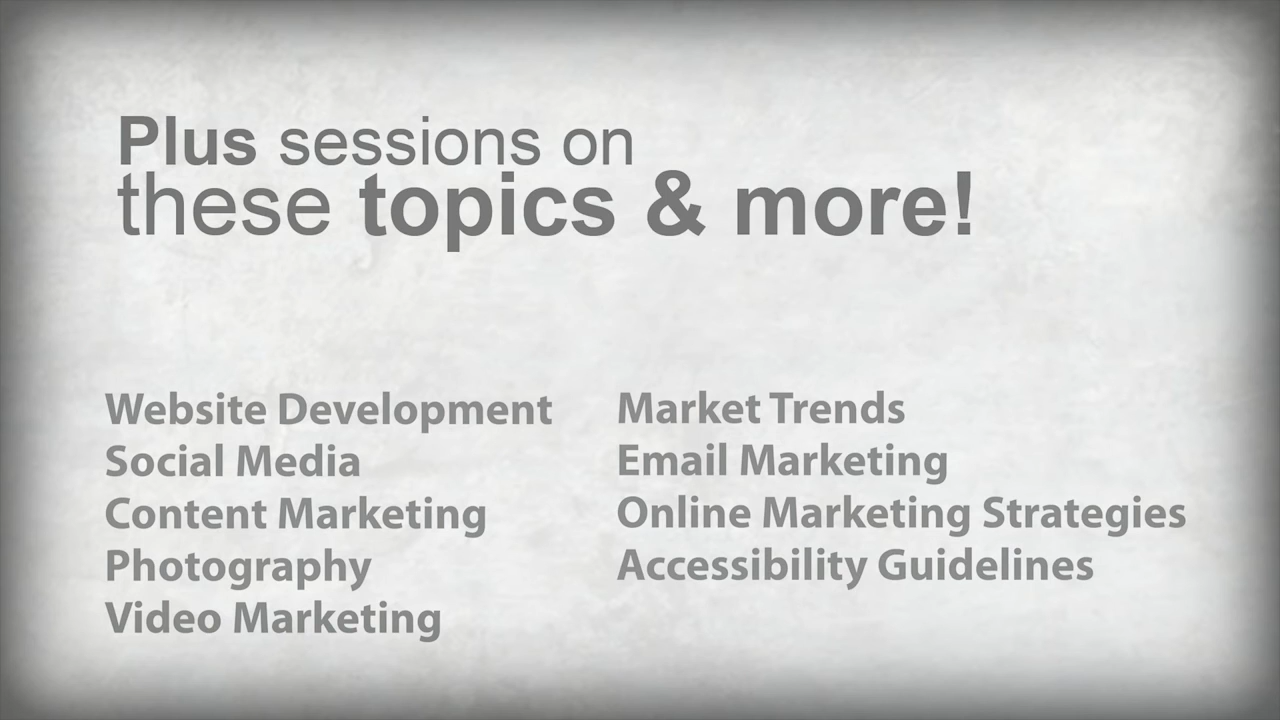 Plus sessions on
these topics & more!
Website Development
Social Media
Content Marketing
Photography
Video Marketing
Market Trends
Email Marketing
Online Marketing Strategies
Accessibility Guidelines